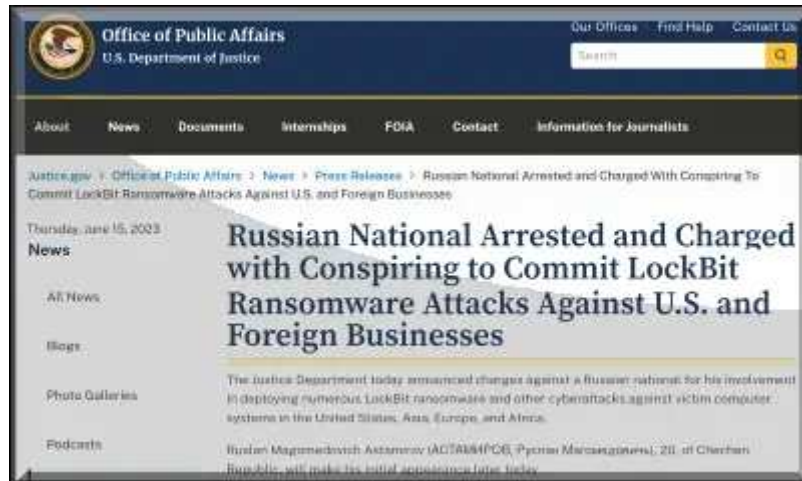 Our Offices Find Help Contact Us
Office of Public Affairs
U.S. Department of Justice
Search
About News Documents Internships FOIA Contact Information for Journalists
Justice.gov > Office of Public Affairs > News > Press Releases > Russian National Arrested and Charged With Conspiring To
Commit LockBit Ransomware Attacks Against U.S. and Foreign Businesses
Thursday, June 15, 2023
News
All News
Blogs
Photo Galleries
Podcasts
Russian National Arrested and Charged
with Conspiring to Commit LockBit
Ransomware Attacks Against U.S. and
Foreign Businesses
The Justice Department today announced charges against a Russian national for his involvement
in deploying numerous LockBit ransomware and other cyberattacks against victim computer
systems in the United States, Asia, Europe, and Africa.
Ruslan Magomedovich Astamirov (АСТАМИРОВ, Руслан Магомедовичь), 20, of Chechen
Republic, will make his initial appearance later today